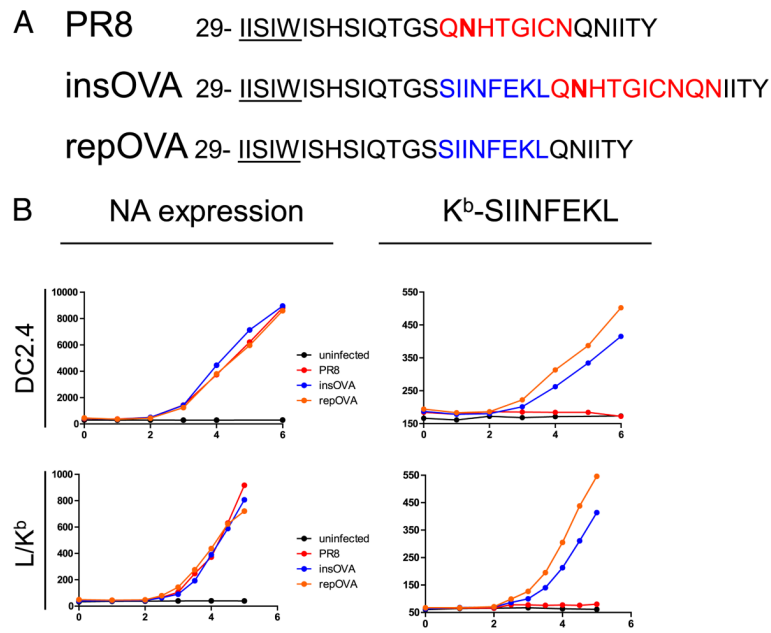 A
PR8 29- IISIWISHSIQTGSQNHTGICNQNIITY
insOVA 29- IISIWISHSIQTGSSIINFEKLQNHTGICNQNIITY
repOVA 29- IISIWISHSIQTGSSIINFEKLQNIITY
B
NA expression
Kᵇ-SIINFEKL
DC2.4
10000
8000
6000
4000
2000
0
0 2 4 6
uninfected
PR8
insOVA
repOVA
550
450
350
250
150
0 2 4 6
L/Kᵇ
1000
800
600
400
200
0
0 2 4 6
uninfected
PR8
insOVA
repOVA
550
450
350
250
150
50
0 2 4 6